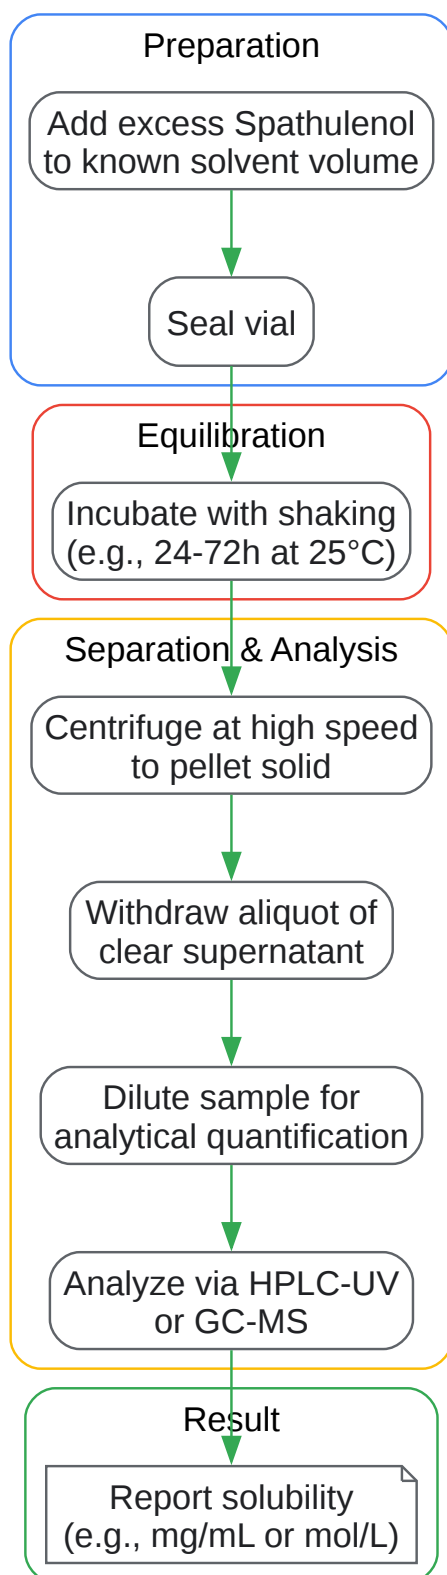 Preparation
Add excess Spathulenol
to known solvent volume
Seal vial
Equilibration
Incubate with shaking
(e.g., 24-72h at 25°C)
Separation & Analysis
Centrifuge at high speed
to pellet solid
Withdraw aliquot of
clear supernatant
Dilute sample for
analytical quantification
Analyze via HPLC-UV
or GC-MS
Result
Report solubility
(e.g., mg/mL or mol/L)